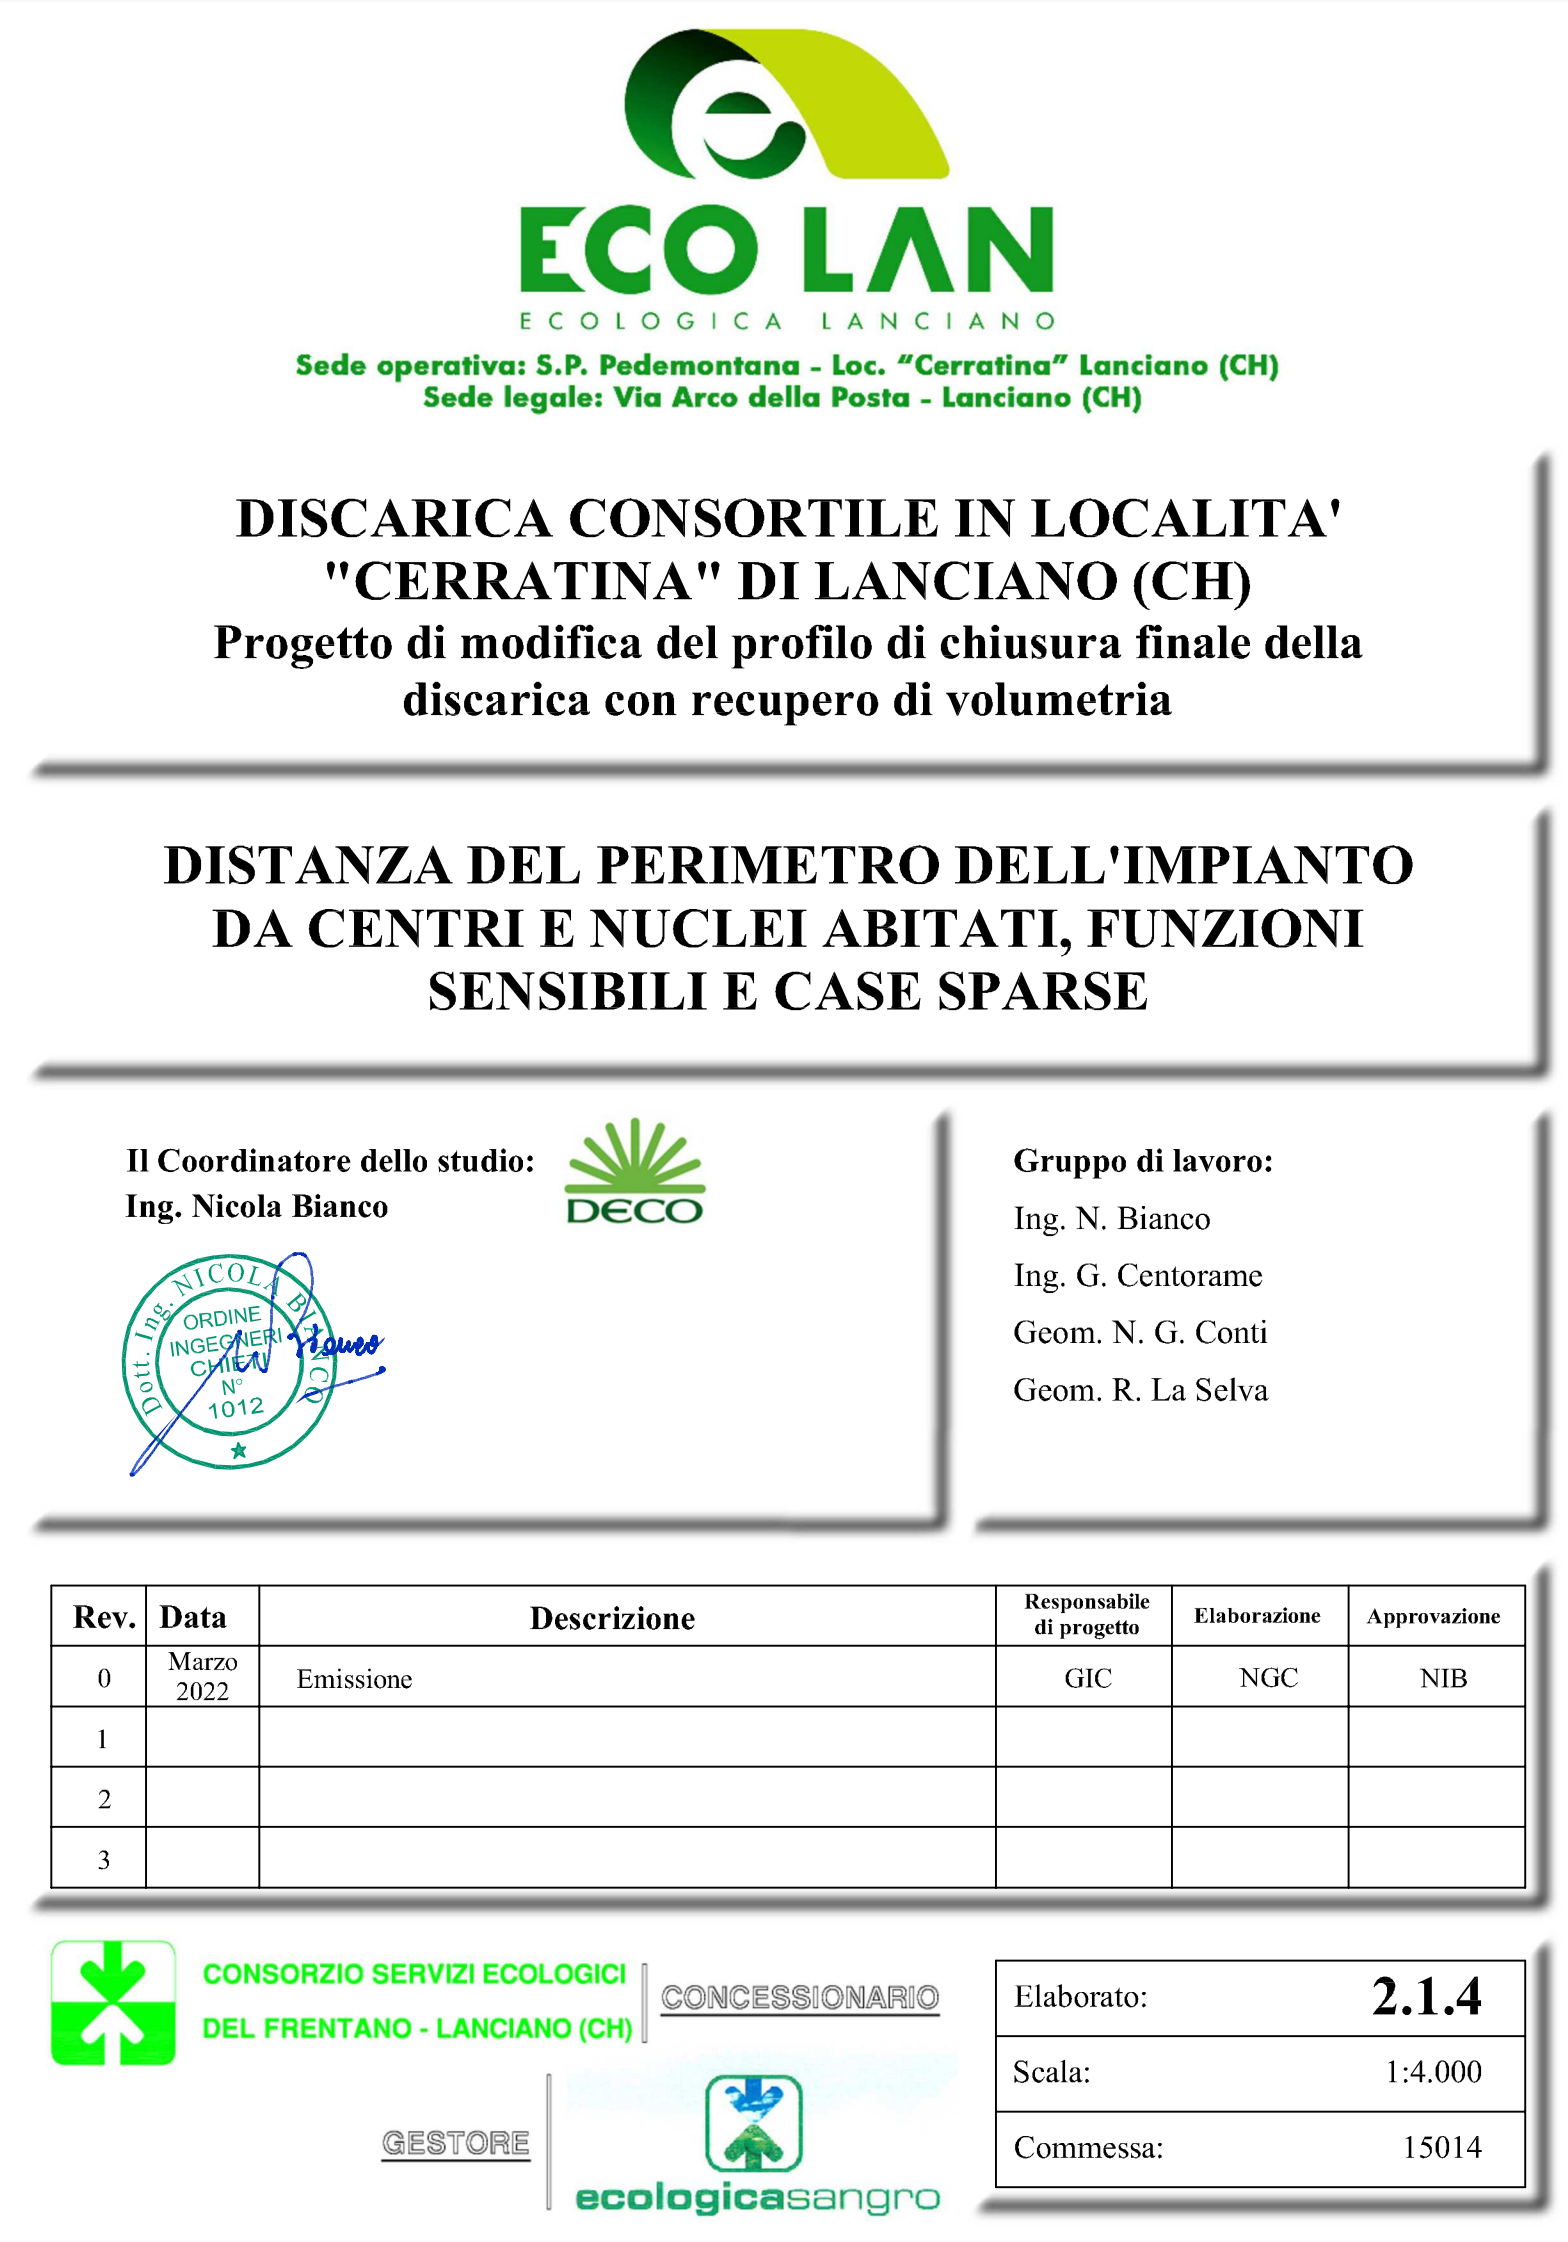 ECO LAN
ECOLOGICA LANCIANO
Sede operativa: S.P. Pedemontana - Loc. “Cerratina” Lanciano (CH)
Sede legale: Via Arco della Posta - Lanciano (CH)
DISCARICA CONSORTILE IN LOCALITA'
"CERRATINA" DI LANCIANO (CH)
Progetto di modifica del profilo di chiusura finale della
discarica con recupero di volumetria
DISTANZA DEL PERIMETRO DELL'IMPIANTO
DA CENTRI E NUCLEI ABITATI, FUNZIONI
SENSIBILI E CASE SPARSE
Il Coordinatore dello studio:
Ing. Nicola Bianco
DECO
Dott. Ing. NICOLA BIANCO
ORDINE
INGEGNERI
CHIETI
N°
1012
Gruppo di lavoro:
Ing. N. Bianco
Ing. G. Centorame
Geom. N. G. Conti
Geom. R. La Selva
Rev. Data Descrizione Responsabile di progetto Elaborazione Approvazione
0 Marzo 2022 Emissione GIC NGC NIB
1
2
3
CONSORZIO SERVIZI ECOLOGICI
DEL FRENTANO - LANCIANO (CH)
CONCESSIONARIO
GESTORE
ecologicasangro
Elaborato: 2.1.4
Scala: 1:4.000
Commessa: 15014